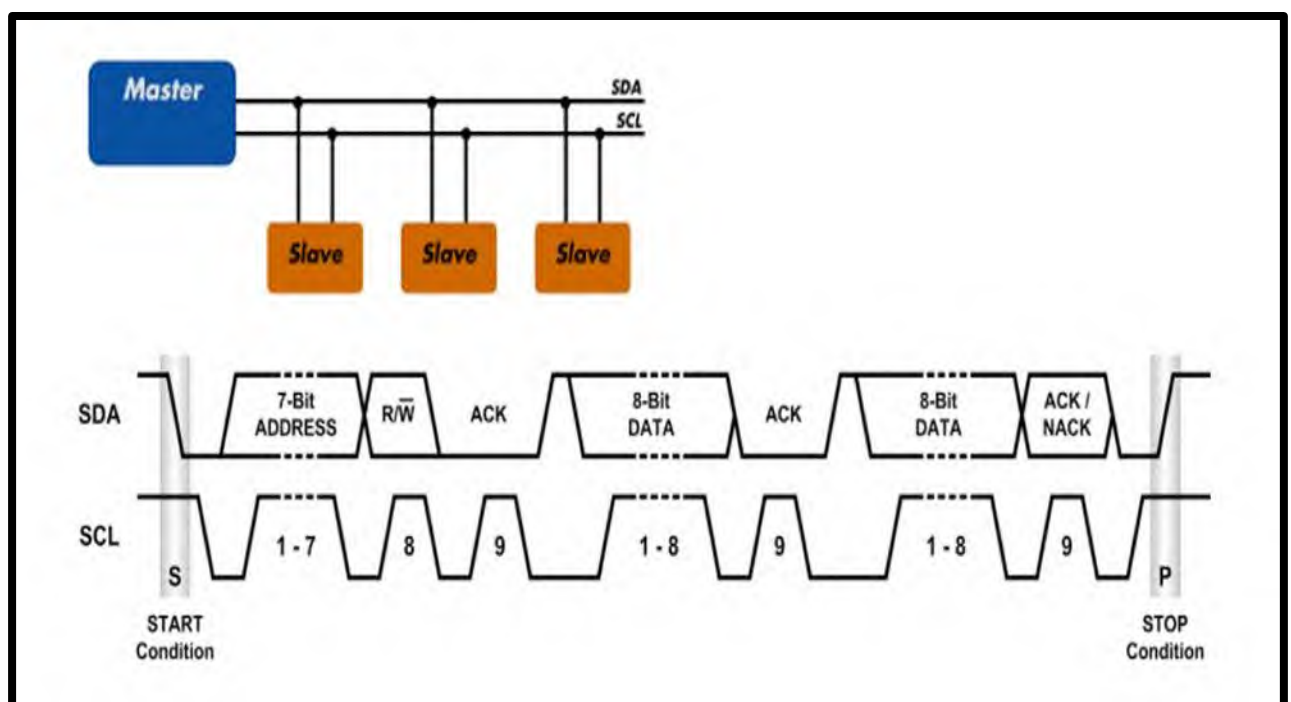 Master
SDA
SCL
Slave Slave Slave
SDA
7-Bit
ADDRESS
R/W̅
ACK
8-Bit
DATA
ACK
8-Bit
DATA
ACK /
NACK
SCL
1 - 7
8
9
1 - 8
9
1 - 8
9
S
P
START
Condition
STOP
Condition